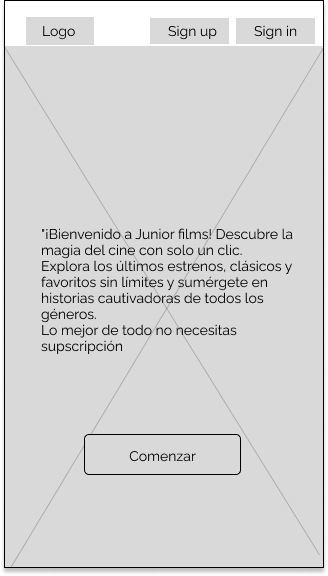 Logo
Sign up
Sign in
"¡Bienvenido a Junior films! Descubre la
magia del cine con solo un clic.
Explora los últimos estrenos, clásicos y
favoritos sin límites y sumérgete en
historias cautivadoras de todos los
géneros.
Lo mejor de todo no necesitas
supscripción
Comenzar